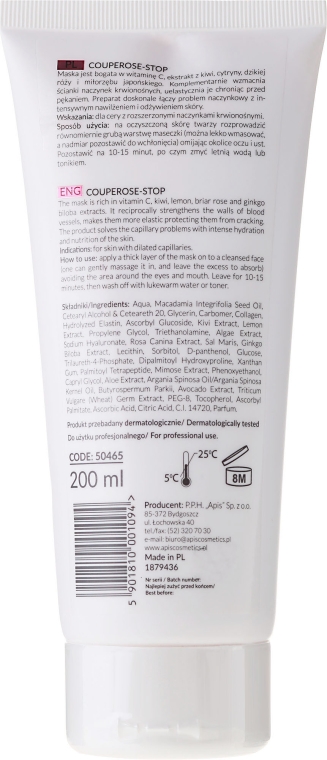 PL COUPEROSE-STOP
Maska jest bogata w witaminę C, ekstrakt z kiwi, cytryny, dzikiej
róży i miłorzębu japońskiego. Komplementarnie wzmacnia
ścianki naczynek krwionośnych, uelastycznia je chroniąc przed
pękaniem. Preparat doskonale łączy problem naczynkowy z in-
tensywnym nawilżeniem i odżywieniem skóry.
Wskazania: dla cery z rozszerzonymi naczynkami krwionośnymi.
Sposób użycia: na oczyszczoną skórę twarzy rozprowadzić
równomiernie grubą warstwę maseczki (można lekko wmasować,
a nadmiar pozostawić do wchłonięcia) omijając okolice oczu i ust.
Pozostawić na 10-15 minut, po czym zmyć letnią wodą lub
tonikiem.
ENG COUPEROSE-STOP
The mask is rich in vitamin C, kiwi, lemon, briar rose and ginkgo
biloba extracts. It reciprocally strengthens the walls of blood
vessels, makes them more elastic protecting them from cracking.
The product solves the capillary problems with intense hydration
and nutrition of the skin.
Indications: for skin with dilated capillaries.
How to use: apply a thick layer of the mask on to a cleansed face
(one can gently massage it in, and leave the excess to absorb)
avoiding the area around the eyes and mouth. Leave for 10-15
minutes, then wash off with lukewarm water or toner.
Składniki/Ingredients: Aqua, Macadamia Integrifolia Seed Oil,
Cetearyl Alcohol & Ceteareth 20, Glycerin, Carbomer, Collagen,
Hydrolyzed Elastin, Ascorbyl Glucoside, Kiwi Extract, Lemon
Extract, Propylene Glycol, Triethanolamine, Algae Extract,
Sodium Hyaluronate, Rosa Canina Extract, Sal Maris, Ginkgo
Biloba Extract, Lecithin, Sorbitol, D-panthenol, Glucose,
Trilaureth-4-Phosphate, Dipalmitoyl Hydroxyproline, Xanthan
Gum, Palmitoyl Tetrapeptide, Mimose Extract, Phenoxyethanol,
Capryl Glycol, Aloe Extract, Argania Spinosa Oil/Argania Spinosa
Kernel Oil, Butyrospermum Parkii, Avocado Extract, Triticum
Vulgare (Wheat) Germ Extract, PEG-8, Tocopherol, Ascorbyl
Palmitate, Ascorbic Acid, Citric Acid, C.I. 14720, Parfum.
Produkt przebadany dermatologicznie/ Dermatologically tested
Do użytku profesjonalnego/ For professional use.
CODE: 50465
200 ml
25°C
5°C
8M
5 901810 001094 >
Producent: P.P.H. „Apis" Sp. z o.o.
85-372 Bydgoszcz
ul. Łochowska 40
tel./fax: (52) 320 70 30
e-mail: biuro@apiscosmetics.pl
www.apiscosmetics.pl
Made in PL
1879436
Nr serii / Batch number:
Najlepiej zużyć przed końcem/
Best before: